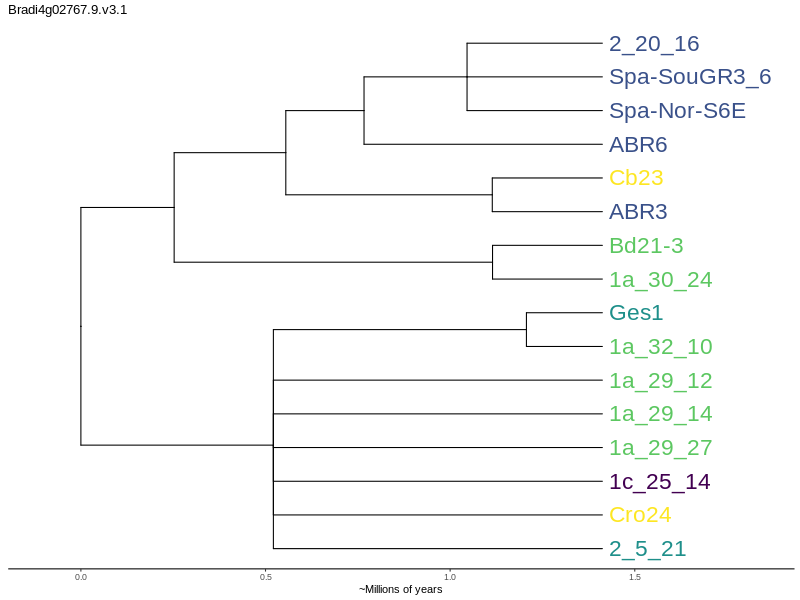 Bradi4g02767.9.v3.1
2_20_16
Spa-SouGR3_6
Spa-Nor-S6E
ABR6
Cb23
ABR3
Bd21-3
1a_30_24
Ges1
1a_32_10
1a_29_12
1a_29_14
1a_29_27
1c_25_14
Cro24
2_5_21
0.0 0.5 1.0 1.5
~Millions of years